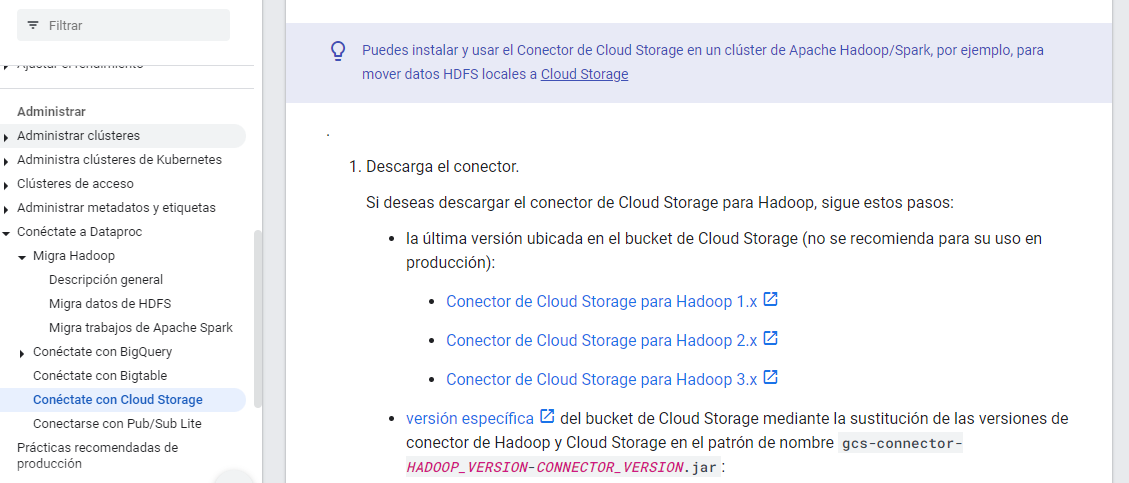 Filtrar
Ajustar el rendimiento
Administrar
Administrar clústeres
Administra clústeres de Kubernetes
Clústeres de acceso
Administrar metadatos y etiquetas
Conéctate a Dataproc
Migra Hadoop
Descripción general
Migra datos de HDFS
Migra trabajos de Apache Spark
Conéctate con BigQuery
Conéctate con Bigtable
Conéctate con Cloud Storage
Conectarse con Pub/Sub Lite
Prácticas recomendadas de
producción
Puedes instalar y usar el Conector de Cloud Storage en un clúster de Apache Hadoop/Spark, por ejemplo, para
mover datos HDFS locales a Cloud Storage
.
1. Descarga el conector.
Si deseas descargar el conector de Cloud Storage para Hadoop, sigue estos pasos:
• la última versión ubicada en el bucket de Cloud Storage (no se recomienda para su uso en
producción):
• Conector de Cloud Storage para Hadoop 1.x
• Conector de Cloud Storage para Hadoop 2.x
• Conector de Cloud Storage para Hadoop 3.x
• versión específica del bucket de Cloud Storage mediante la sustitución de las versiones de
conector de Hadoop y Cloud Storage en el patrón de nombre gcs-connector-
HADOOP_VERSION-CONNECTOR_VERSION.jar :